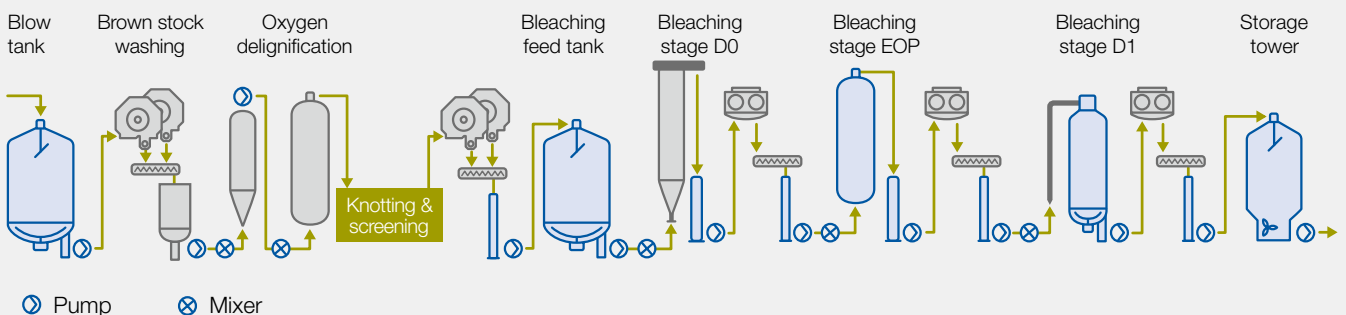 Blow
tank
Brown stock
washing
Oxygen
delignification
Bleaching
feed tank
Bleaching
stage D0
Bleaching
stage EOP
Bleaching
stage D1
Storage
tower
Knotting &
screening
Pump
Mixer